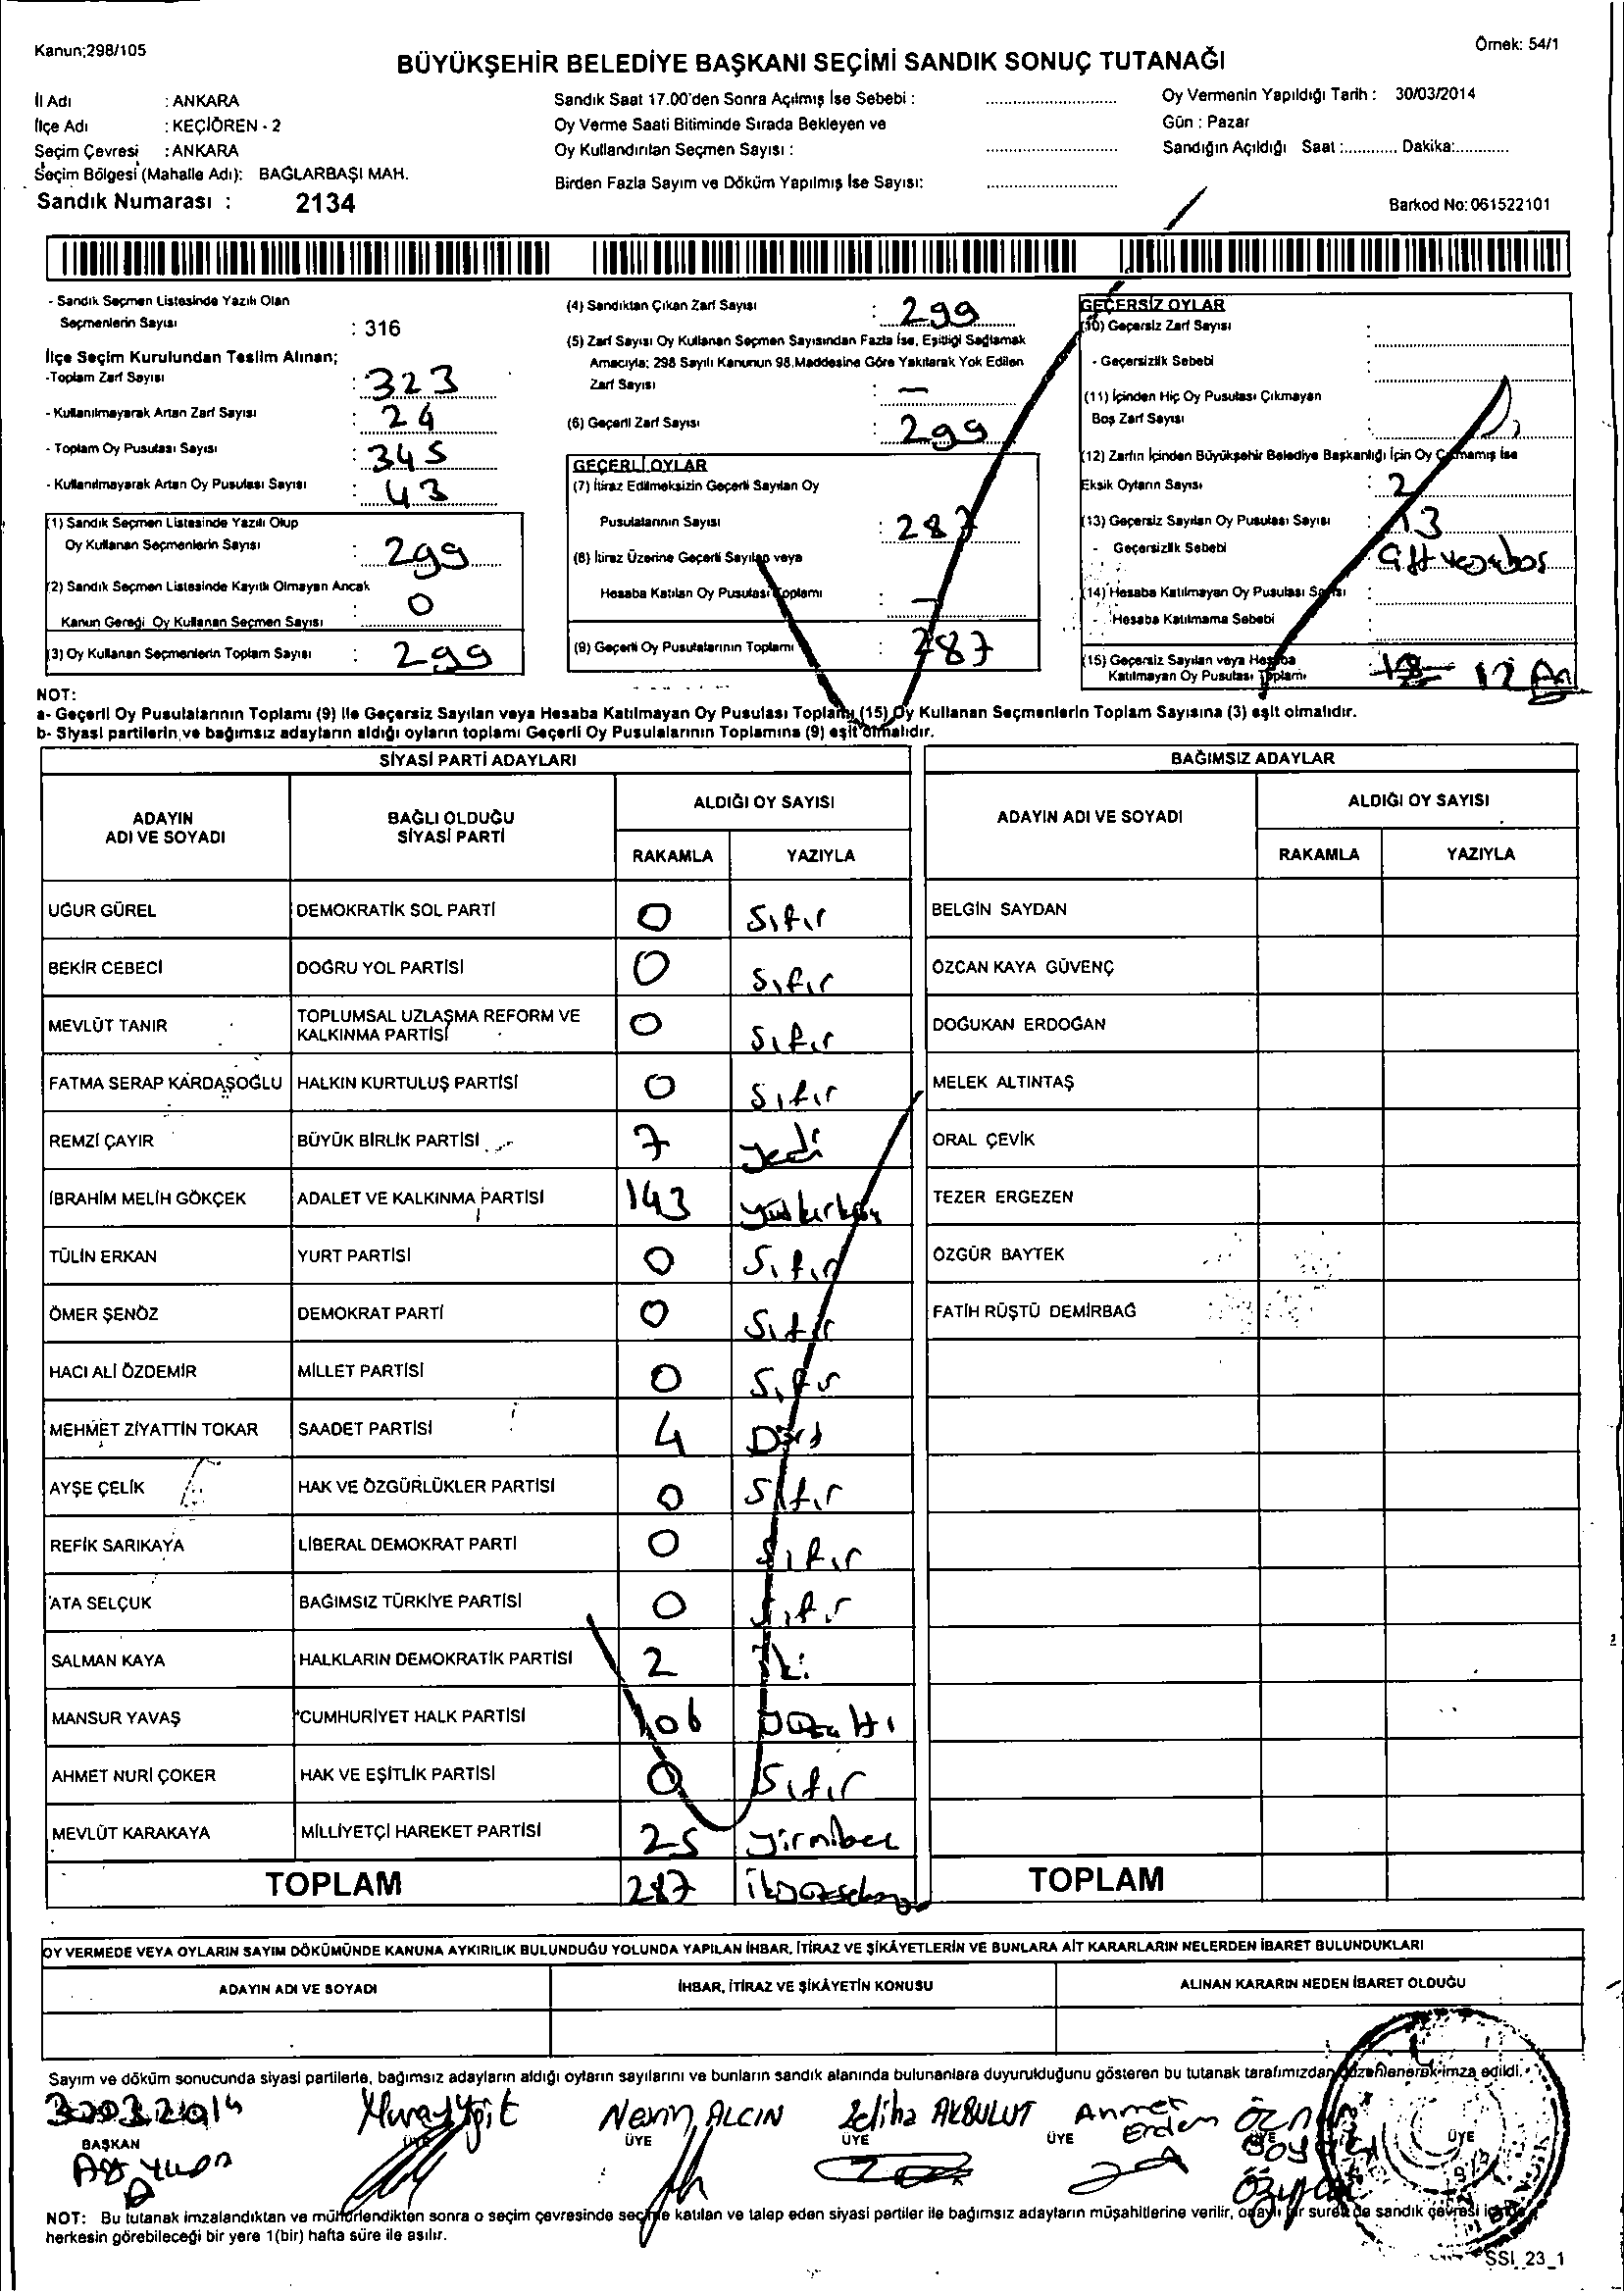 Kanun;298/105
Örnek: 54/1
BÜYÜKŞEHİR BELEDİYE BAŞKANI SEÇİMİ SANDIK SONUÇ TUTANAĞI
İl Adı : ANKARA
İlçe Adı : KEÇİÖREN - 2
Seçim Çevresi : ANKARA
Seçim Bölgesi (Mahalle Adı): BAĞLARBAŞI MAH.
Sandık Numarası : 2134
Sandık Saat 17.00'den Sonra Açılmış İse Sebebi :
Oy Verme Saati Bitiminde Sırada Bekleyen ve
Oy Kullandırılan Seçmen Sayısı :
Birden Fazla Sayım ve Döküm Yapılmış İse Sayısı:
Oy Vermenin Yapıldığı Tarih : 30/03/2014
Gün : Pazar
Sandığın Açıldığı Saat :............ Dakika:............
Barkod No: 061522101
- Sandık Seçmen Listesinde Yazılı Olan
Seçmenlerin Sayısı : 316
İlçe Seçim Kurulundan Teslim Alınan;
-Toplam Zarf Sayısı : 323
- Kullanılmayarak Artan Zarf Sayısı : 24
- Toplam Oy Pusulası Sayısı : 345
- Kullanılmayarak Artan Oy Pusulası Sayısı : 43
(1) Sandık Seçmen Listesinde Yazılı Olup
Oy Kullanan Seçmenlerin Sayısı : 299
(2) Sandık Seçmen Listesinde Kayıtlı Olmayan Ancak
Kanun Gereği Oy Kullanan Seçmen Sayısı : 0
(3) Oy Kullanan Seçmenlerin Toplam Sayısı : 299
(4) Sandıktan Çıkan Zarf Sayısı : 299
(5) Zarf Sayısı Oy Kullanan Seçmen Sayısından Fazla İse, Eşitliği Sağlamak
Amacıyla; 298 Sayılı Kanunun 98.Maddesine Göre Yakılarak Yok Edilen
Zarf Sayısı : -
(6) Geçerli Zarf Sayısı : 299
GEÇERLİ OYLAR
(7) İtiraz Edilmeksizin Geçerli Sayılan Oy
Pusulalarının Sayısı : 287
(8) İtiraz Üzerine Geçerli Sayılan veya
Hesaba Katılan Oy Pusulası Toplamı : -
(9) Geçerli Oy Pusulalarının Toplamı : 287
GEÇERSİZ OYLAR
(10) Geçersiz Zarf Sayısı :
- Geçersizlik Sebebi :
(11) İçinden Hiç Oy Pusulası Çıkmayan
Boş Zarf Sayısı :
(12) Zarfın İçinden Büyükşehir Belediye Başkanlığı İçin Oy Çıkmamış İse
Eksik Oyların Sayısı : 2
(13) Geçersiz Sayılan Oy Pusulası Sayısı : 13
- Geçersizlik Sebebi :
(14) Hesaba Katılmayan Oy Pusulası Sayısı :
- Hesaba Katılmama Sebebi :
(15) Geçersiz Sayılan veya Hesaba
Katılmayan Oy Pusulası Toplamı : 12
NOT:
a- Geçerli Oy Pusulalarının Toplamı (9) ile Geçersiz Sayılan veya Hesaba Katılmayan Oy Pusulası Toplamı (15) Oy Kullanan Seçmenlerin Toplam Sayısına (3) eşit olmalıdır.
b- Siyasi partilerin ve bağımsız adayların aldığı oyların toplamı Geçerli Oy Pusulalarının Toplamına (9) eşit olmalıdır.
SİYASİ PARTİ ADAYLARI
ADAYIN ADI VE SOYADI BAĞLI OLDUĞU SİYASİ PARTİ ALDIĞI OY SAYISI
RAKAMLA YAZIYLA
UĞUR GÜREL DEMOKRATİK SOL PARTİ 0 Sıfır
BEKİR CEBECİ DOĞRU YOL PARTİSİ 0 Sıfır
MEVLÜT TANIR TOPLUMSAL UZLAŞMA REFORM VE KALKINMA PARTİSİ 0 Sıfır
FATMA SERAP KARDAŞOĞLU HALKIN KURTULUŞ PARTİSİ 0 Sıfır
REMZİ ÇAYIR BÜYÜK BİRLİK PARTİSİ 7 yedi
İBRAHİM MELİH GÖKÇEK ADALET VE KALKINMA PARTİSİ 143
TÜLİN ERKAN YURT PARTİSİ 0 Sıfır
ÖMER ŞENÖZ DEMOKRAT PARTİ 0 Sıfır
HACI ALİ ÖZDEMİR MİLLET PARTİSİ 0 Sıfır
MEHMET ZİYATTİN TOKAR SAADET PARTİSİ 4 Dört
AYŞE ÇELİK HAK VE ÖZGÜRLÜKLER PARTİSİ 0 Sıfır
REFİK SARIKAYA LİBERAL DEMOKRAT PARTİ 0 Sıfır
ATA SELÇUK BAĞIMSIZ TÜRKİYE PARTİSİ 0 Sıfır
SALMAN KAYA HALKLARIN DEMOKRATİK PARTİSİ 2 İki
MANSUR YAVAŞ CUMHURİYET HALK PARTİSİ 106 yüzaltı
AHMET NURİ ÇOKER HAK VE EŞİTLİK PARTİSİ 0 Sıfır
MEVLÜT KARAKAYA MİLLİYETÇİ HAREKET PARTİSİ 25 yirmibeş
TOPLAM 287
BAĞIMSIZ ADAYLAR
ADAYIN ADI VE SOYADI ALDIĞI OY SAYISI
RAKAMLA YAZIYLA
BELGİN SAYDAN
ÖZCAN KAYA GÜVENÇ
DOĞUKAN ERDOĞAN
MELEK ALTINTAŞ
ORAL ÇEVİK
TEZER ERGEZEN
ÖZGÜR BAYTEK
FATİH RÜŞTÜ DEMİRBAĞ
TOPLAM
OY VERMEDE VEYA OYLARIN SAYIM DÖKÜMÜNDE KANUNA AYKIRILIK BULUNDUĞU YOLUNDA YAPILAN İHBAR, İTİRAZ VE ŞİKÂYETLERİN VE BUNLARA AİT KARARLARIN NELERDEN İBARET BULUNDUKLARI
ADAYIN ADI VE SOYADI İHBAR, İTİRAZ VE ŞİKÂYETİN KONUSU ALINAN KARARIN NEDEN İBARET OLDUĞU
Sayım ve döküm sonucunda siyasi partilerle, bağımsız adayların aldığı oyların sayılarını ve bunların sandık alanında bulunanlara duyurulduğunu gösteren bu tutanak tarafımızdan düzenlenerek imza edildi.
Nevin ALCIN Zeliha AKBULUT Ahmet Erdem
BAŞKAN ÜYE ÜYE ÜYE ÜYE ÜYE ÜYE
NOT: Bu tutanak imzalandıktan ve mühürlendikten sonra o seçim çevresinde seçime katılan ve talep eden siyasi partiler ile bağımsız adayların müşahitlerine verilir, onaylı bir sureti de sandık çevresi içinde
herkesin görebileceği bir yere 1(bir) hafta süre ile asılır.
SSI_23_1